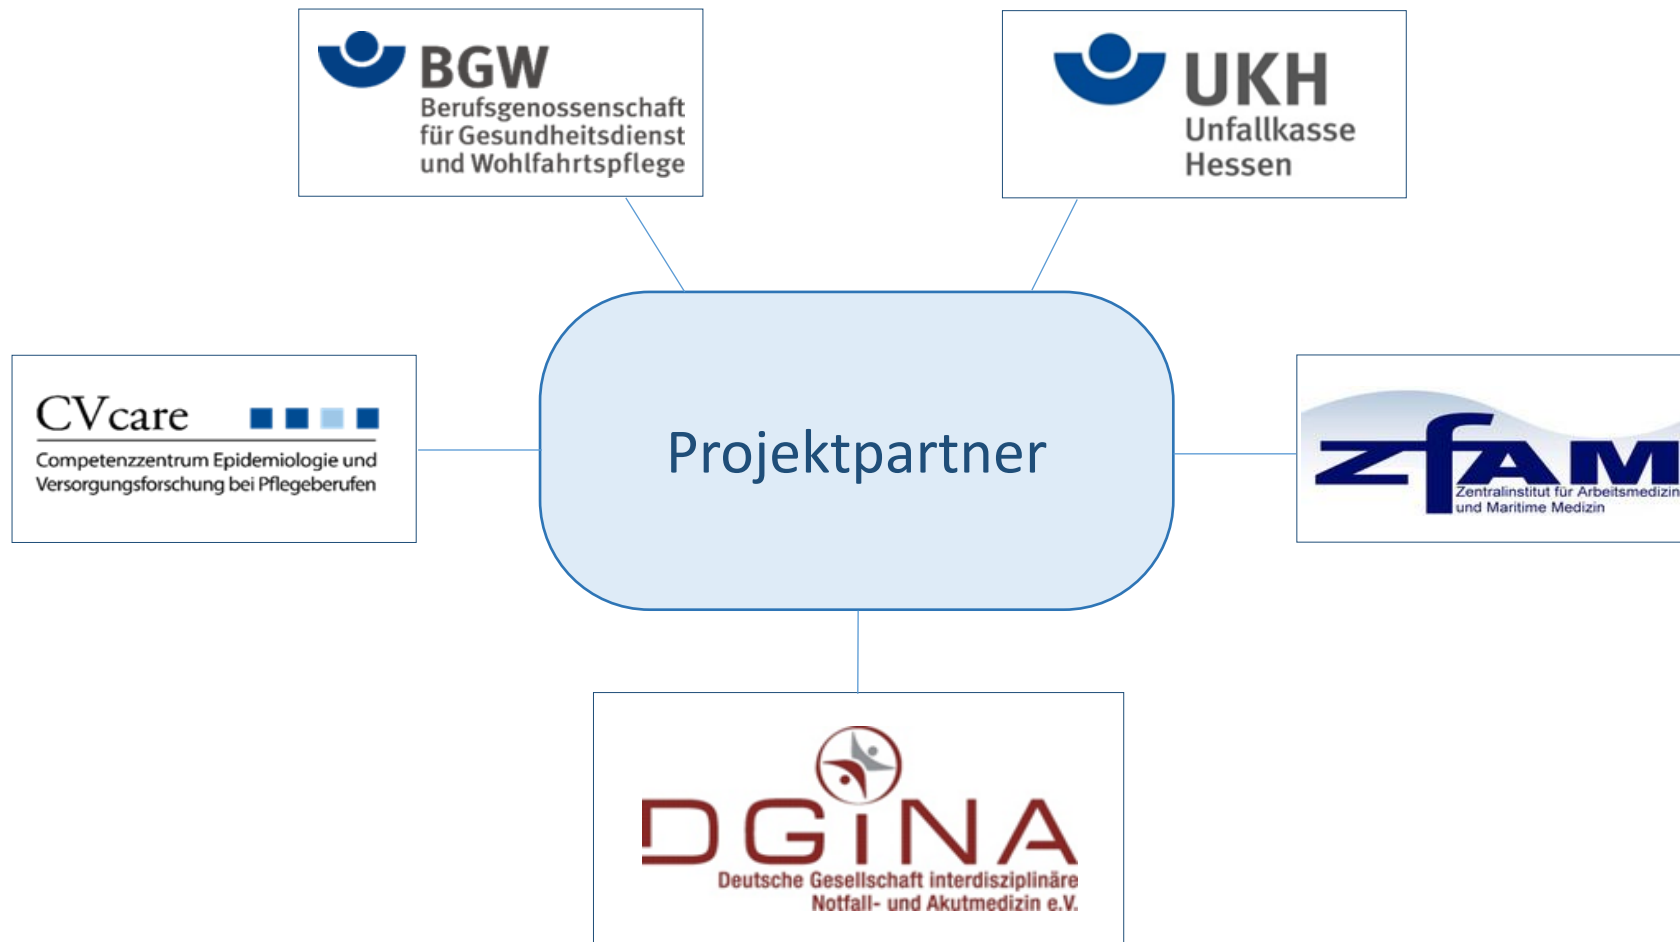 BGW
Berufsgenossenschaft
für Gesundheitsdienst
und Wohlfahrtspflege
UKH
Unfallkasse
Hessen
CVcare
Competenzzentrum Epidemiologie und
Versorgungsforschung bei Pflegeberufen
Projektpartner
zfAM
Zentralinstitut für Arbeitsmedizin
und Maritime Medizin
DGiNA
Deutsche Gesellschaft interdisziplinäre
Notfall- und Akutmedizin e.V.